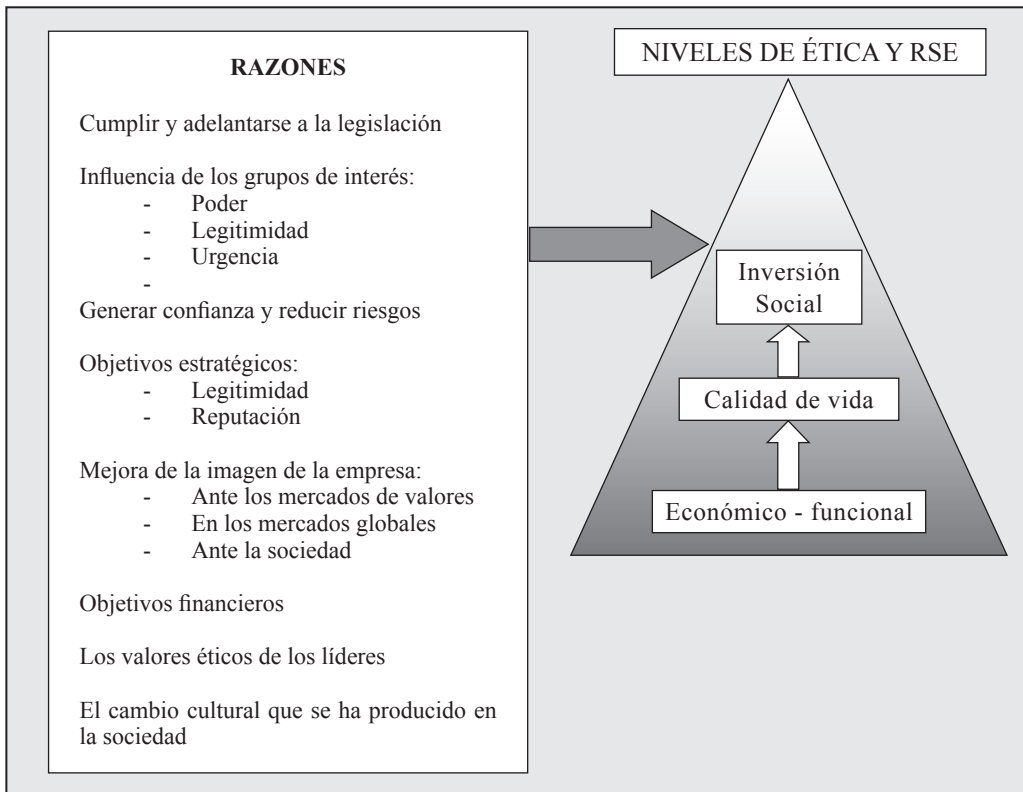 RAZONES
Cumplir y adelantarse a la legislación
Influencia de los grupos de interés:
- Poder
- Legitimidad
- Urgencia
-
Generar confianza y reducir riesgos
Objetivos estratégicos:
- Legitimidad
- Reputación
Mejora de la imagen de la empresa:
- Ante los mercados de valores
- En los mercados globales
- Ante la sociedad
Objetivos financieros
Los valores éticos de los líderes
El cambio cultural que se ha producido en
la sociedad
NIVELES DE ÉTICA Y RSE
Inversión
Social
Calidad de vida
Económico - funcional